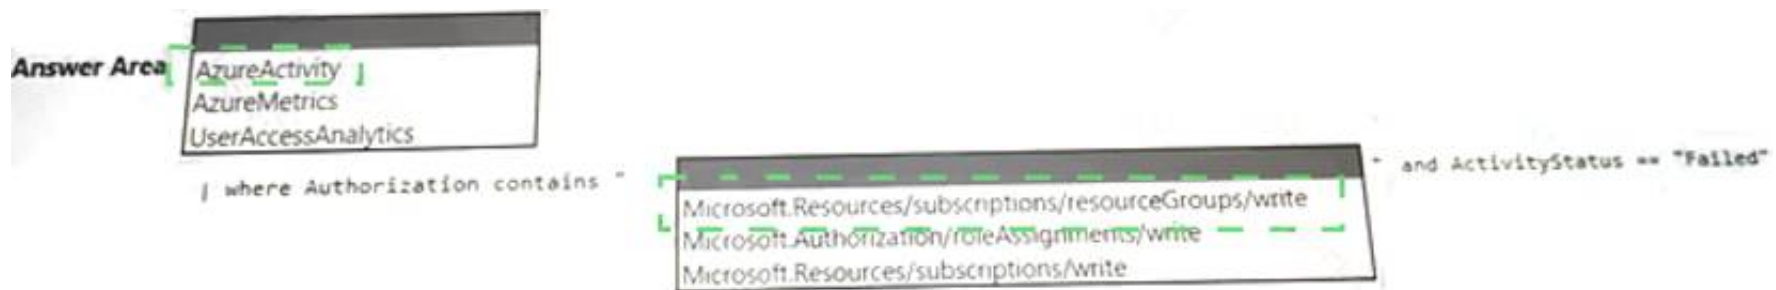 Answer Area
AzureActivity
AzureMetrics
UserAccessAnalytics
| where Authorization contains "
Microsoft.Resources/subscriptions/resourceGroups/write
Microsoft.Authorization/roleAssignments/write
Microsoft.Resources/subscriptions/write
" and ActivityStatus == "Failed"